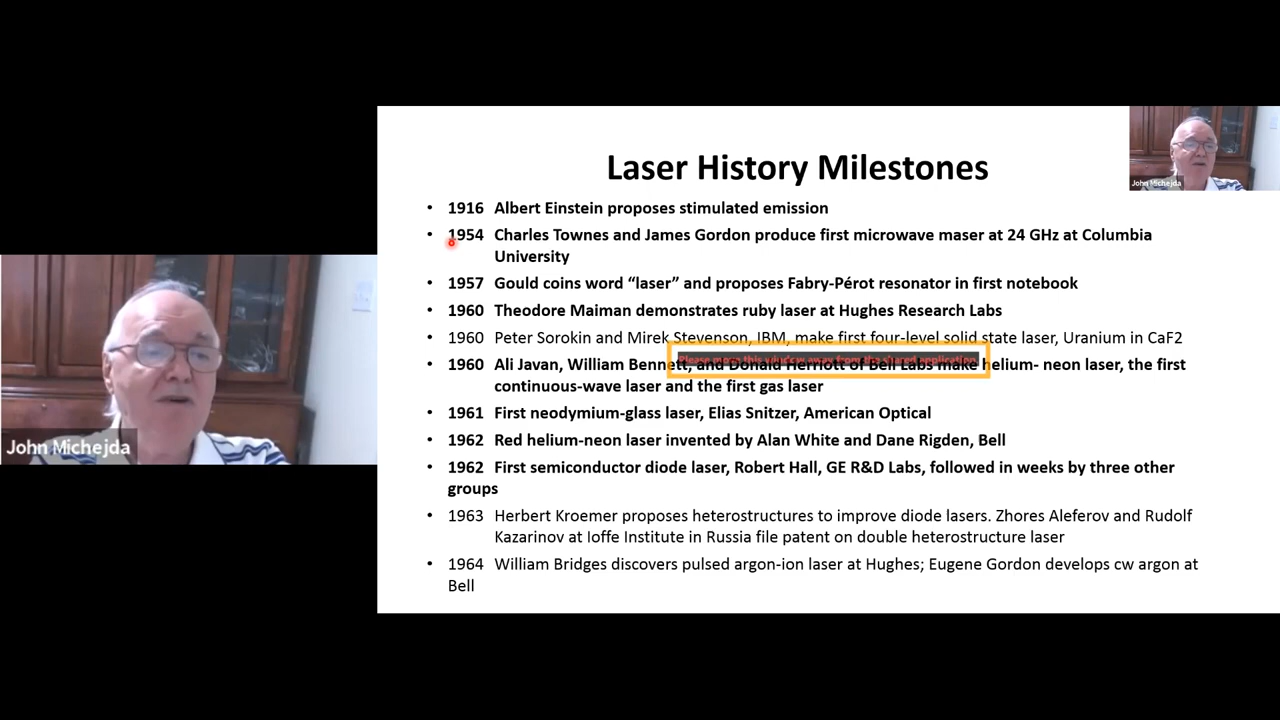 Laser History Milestones
John Michejda
• 1916 Albert Einstein proposes stimulated emission
• 1954 Charles Townes and James Gordon produce first microwave maser at 24 GHz at Columbia
University
• 1957 Gould coins word “laser” and proposes Fabry-Pérot resonator in first notebook
• 1960 Theodore Maiman demonstrates ruby laser at Hughes Research Labs
• 1960 Peter Sorokin and Mirek Stevenson, IBM, make first four-level solid state laser, Uranium in CaF2
Please move this window away from the shared application
• 1960 Ali Javan, William Bennett, and Donald Herriott of Bell Labs make helium- neon laser, the first
continuous-wave laser and the first gas laser
• 1961 First neodymium-glass laser, Elias Snitzer, American Optical
• 1962 Red helium-neon laser invented by Alan White and Dane Rigden, Bell
John Michejda
• 1962 First semiconductor diode laser, Robert Hall, GE R&D Labs, followed in weeks by three other
groups
• 1963 Herbert Kroemer proposes heterostructures to improve diode lasers. Zhores Aleferov and Rudolf
Kazarinov at Ioffe Institute in Russia file patent on double heterostructure laser
• 1964 William Bridges discovers pulsed argon-ion laser at Hughes; Eugene Gordon develops cw argon at
Bell